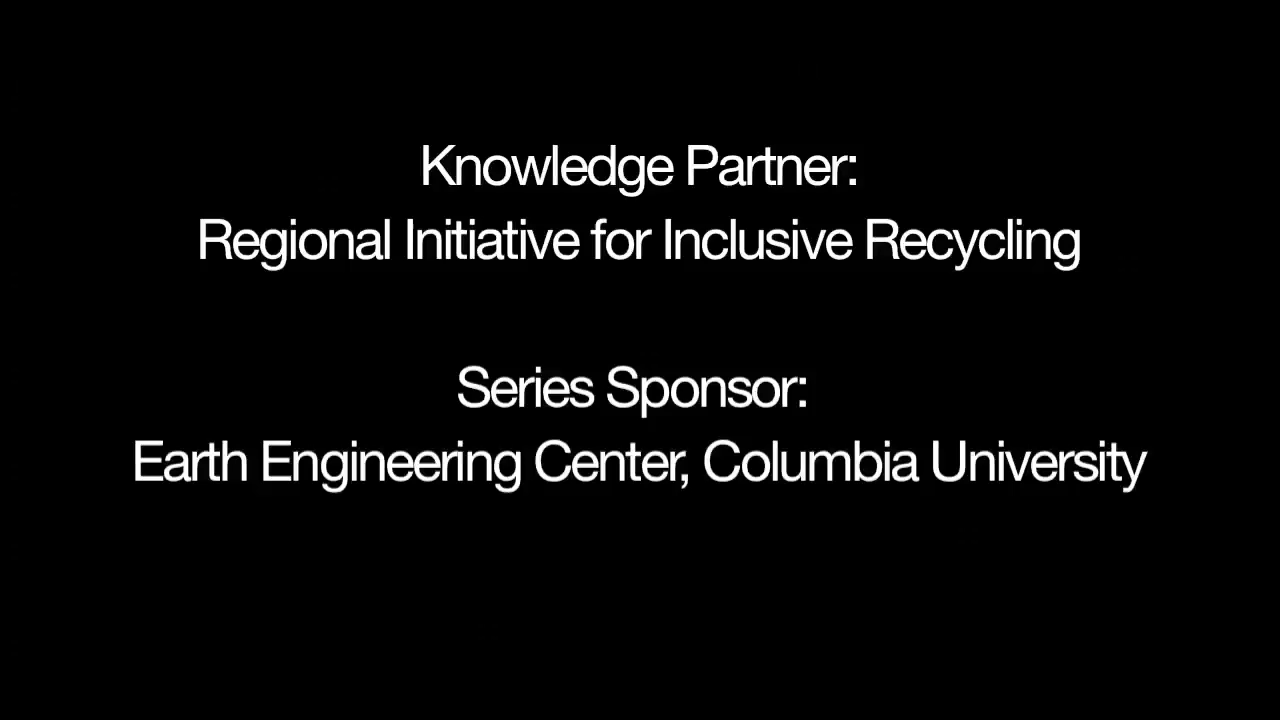 Knowledge Partner:
Regional Initiative for Inclusive Recycling
Series Sponsor:
Earth Engineering Center, Columbia University